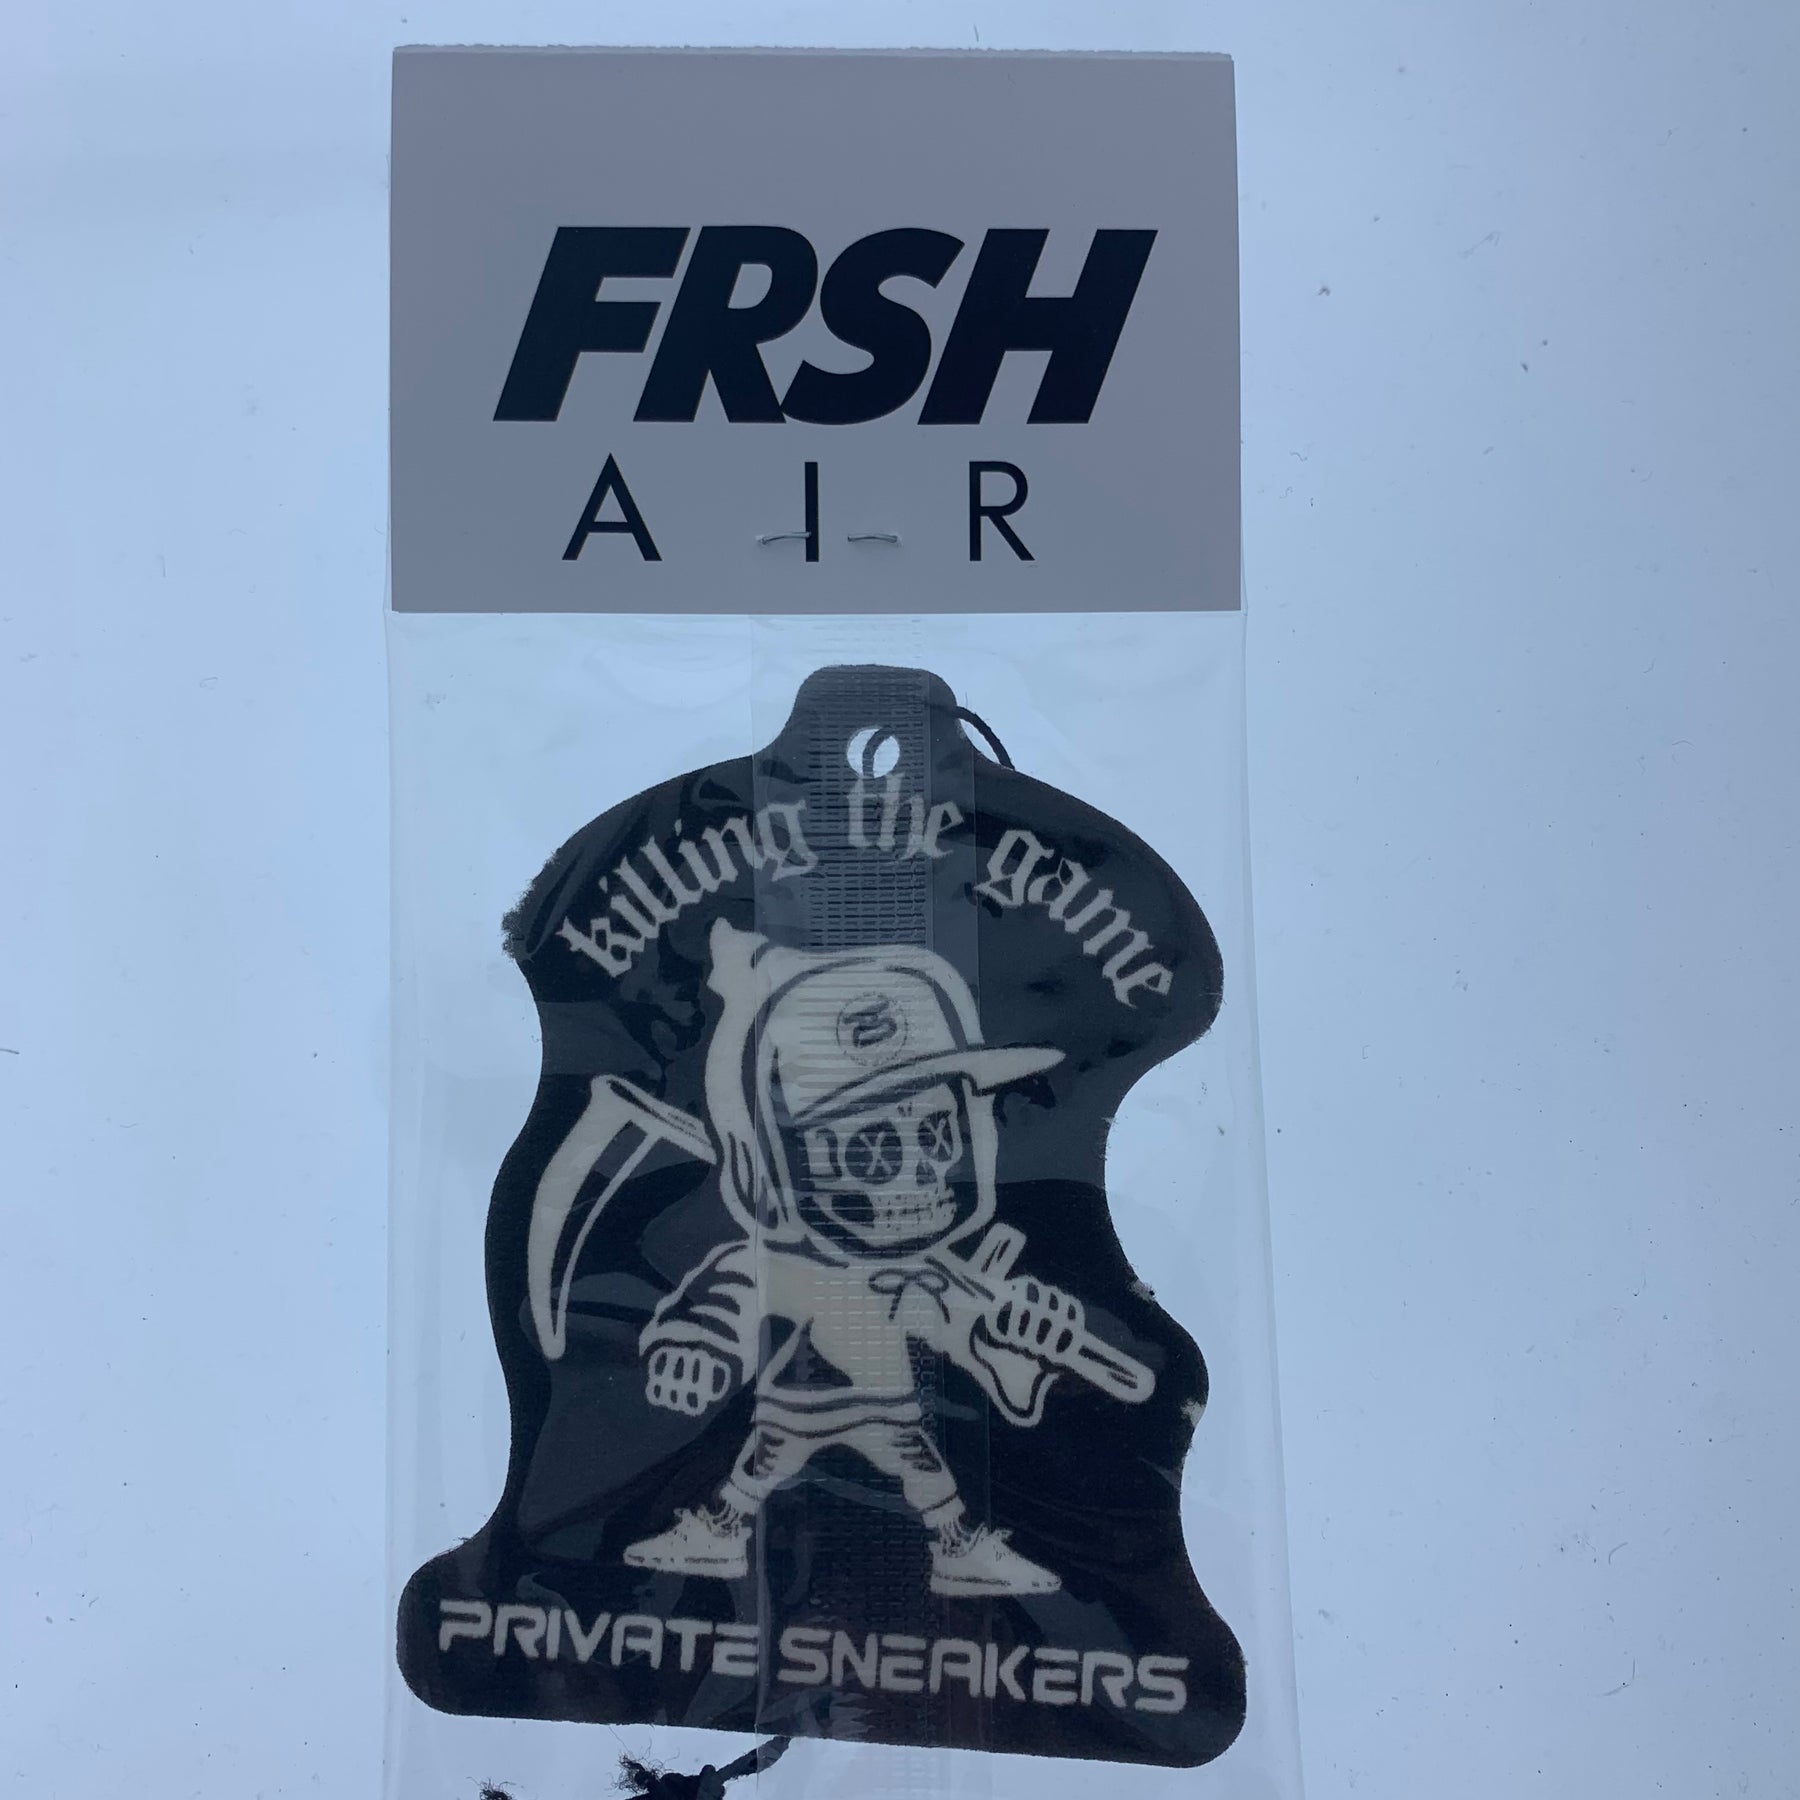 FRSH
AIR
killing the game
PRIVATE SNEAKERS